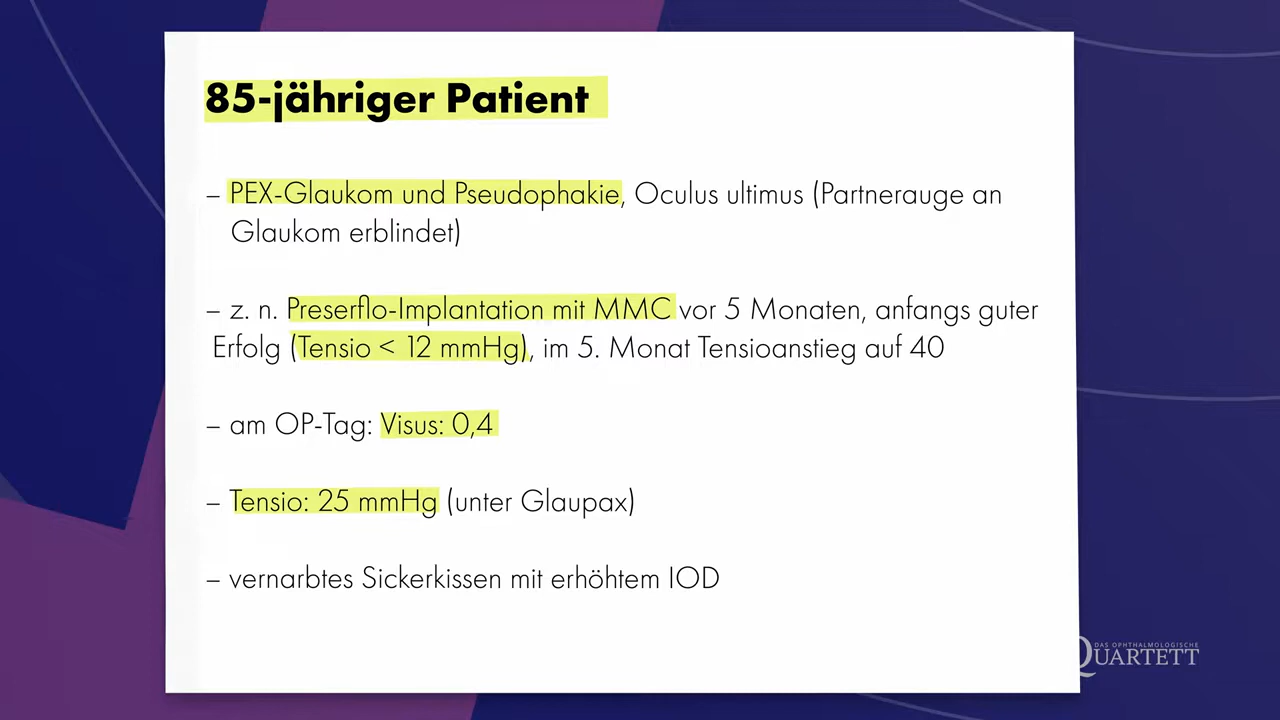 85-jähriger Patient
– PEX-Glaukom und Pseudophakie, Oculus ultimus (Partnerauge an
Glaukom erblindet)
– z. n. Preserflo-Implantation mit MMC vor 5 Monaten, anfangs guter
Erfolg (Tensio < 12 mmHg), im 5. Monat Tensioanstieg auf 40
– am OP-Tag: Visus: 0,4
– Tensio: 25 mmHg (unter Glaupax)
– vernarbtes Sickerkissen mit erhöhtem IOD
DAS OPHTHALMOLOGISCHE
QUARTETT